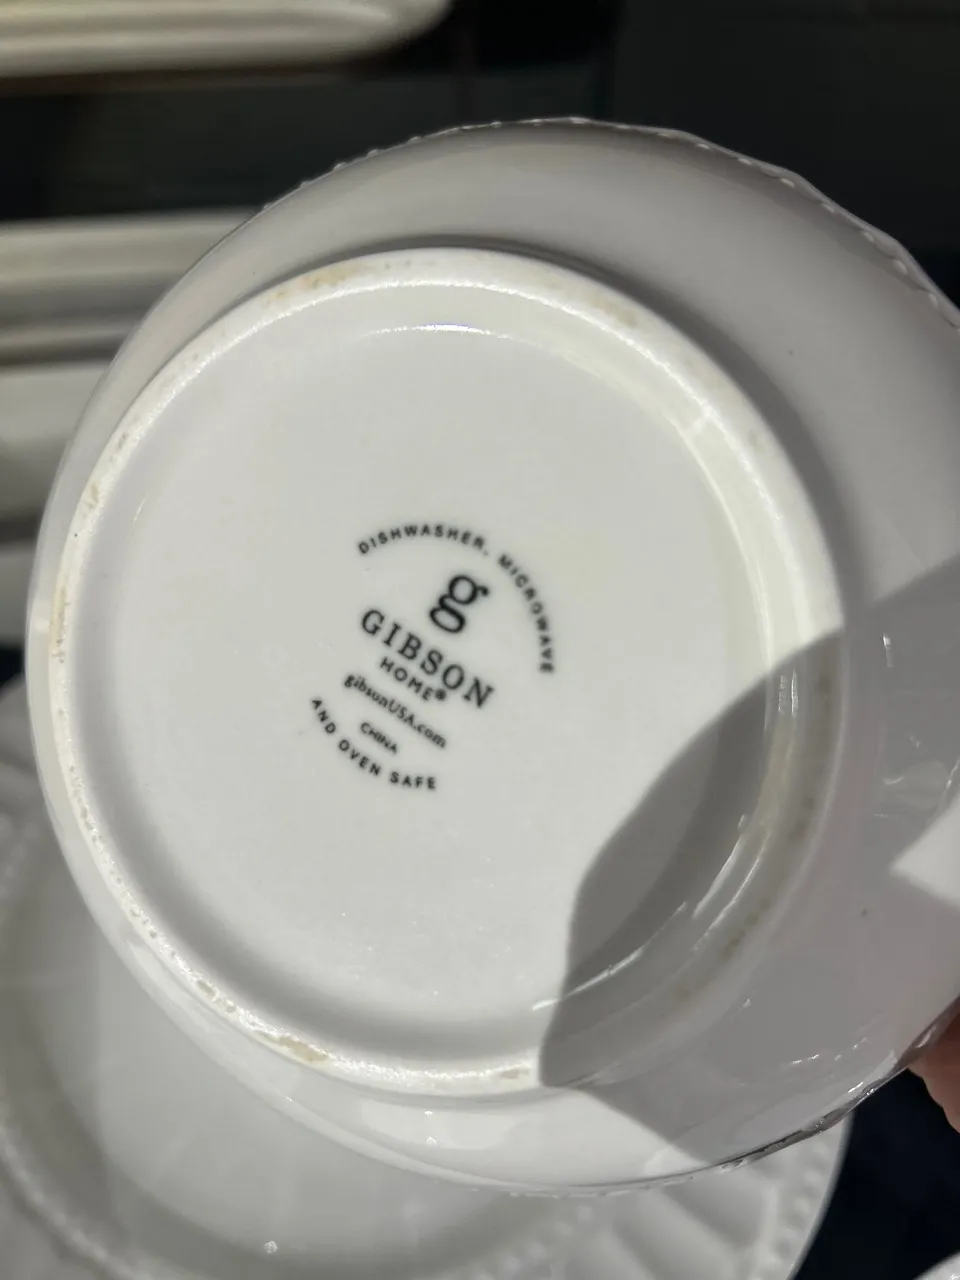 DISHWASHER, MICROWAVE
g
GIBSON
HOME®
gibsonUSA.com
CHINA
AND OVEN SAFE